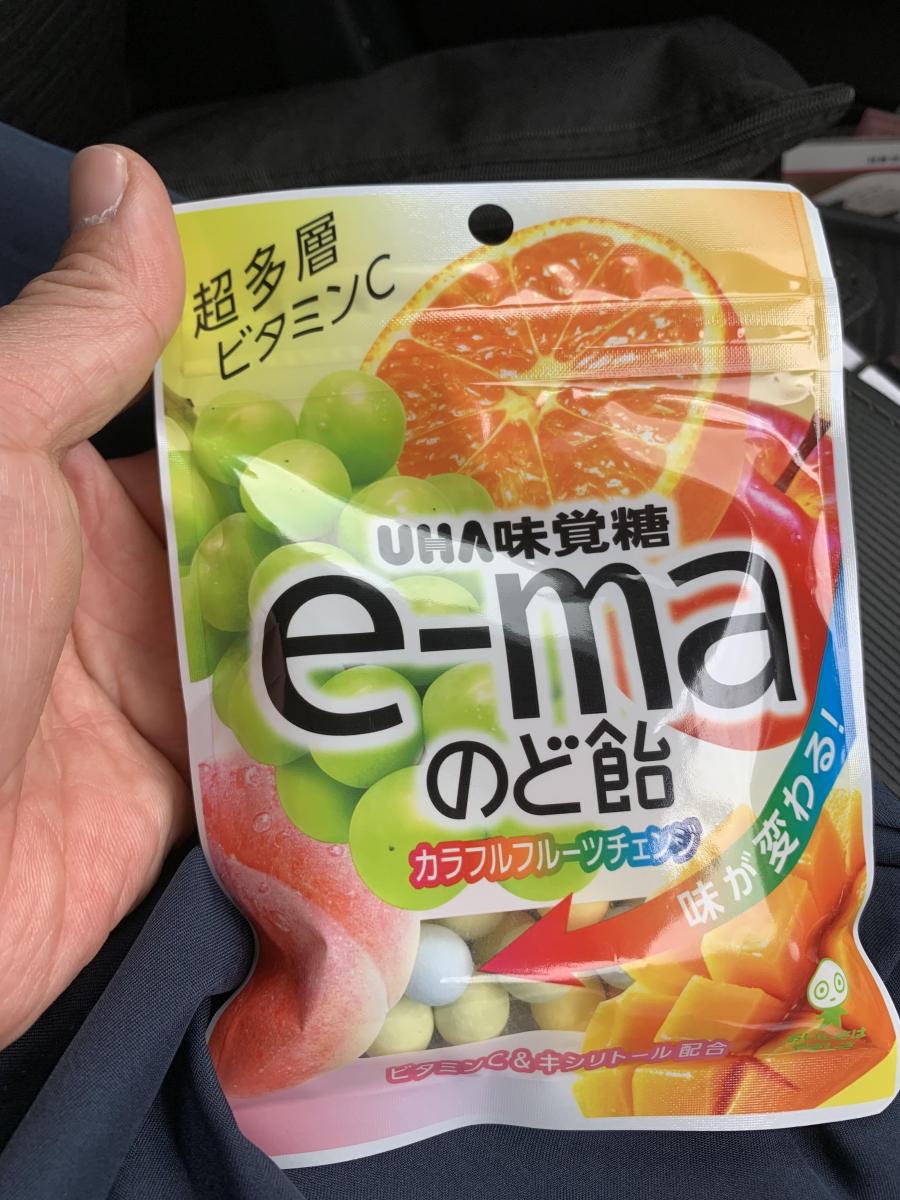 超多層
ビタミンC
UHA味覚糖
e-ma
のど飴
カラフルフルーツチェンジ
味が変わる!
ビタミンC&キシリトール配合